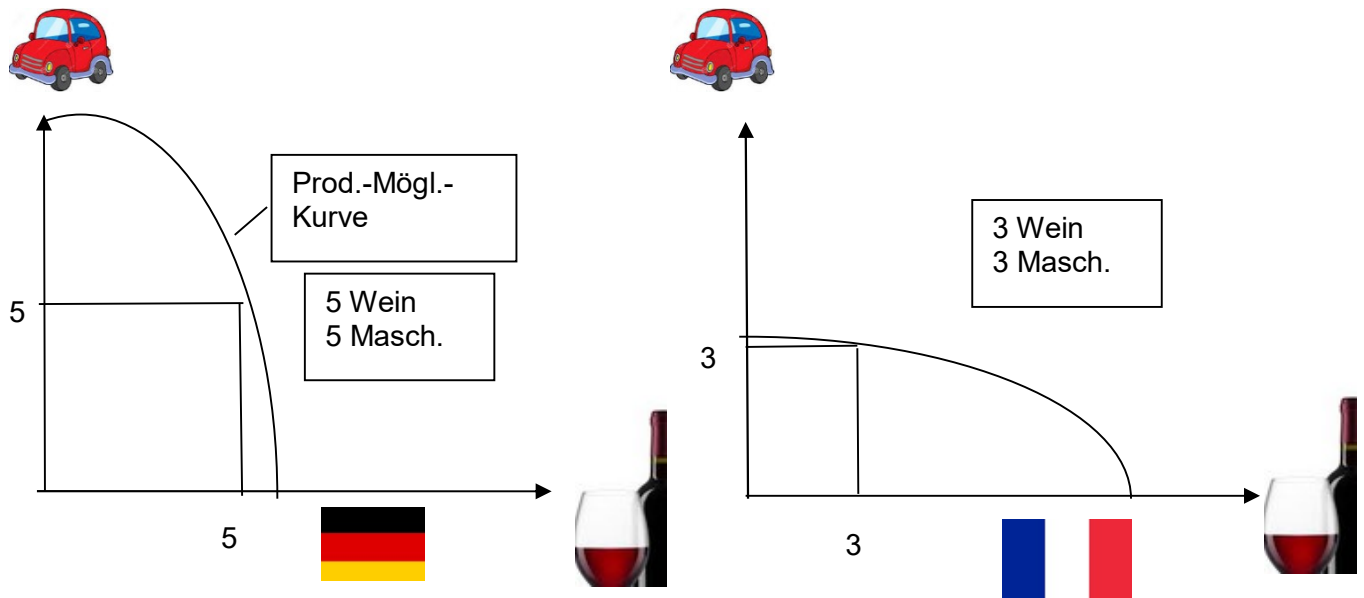 Prod.-Mögl.-
Kurve
5 Wein
5 Masch.
5
5
3 Wein
3 Masch.
3
3